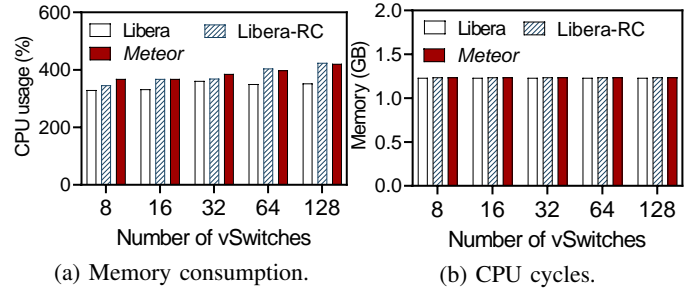 600
400
200
0
CPU usage (%)
Libera
Libera-RC
Meteor
8 16 32 64 128
Number of vSwitches
(a) Memory consumption.
2.0
1.5
1.0
0.5
0.0
Memory (GB)
Libera
Libera-RC
Meteor
8 16 32 64 128
Number of vSwitches
(b) CPU cycles.